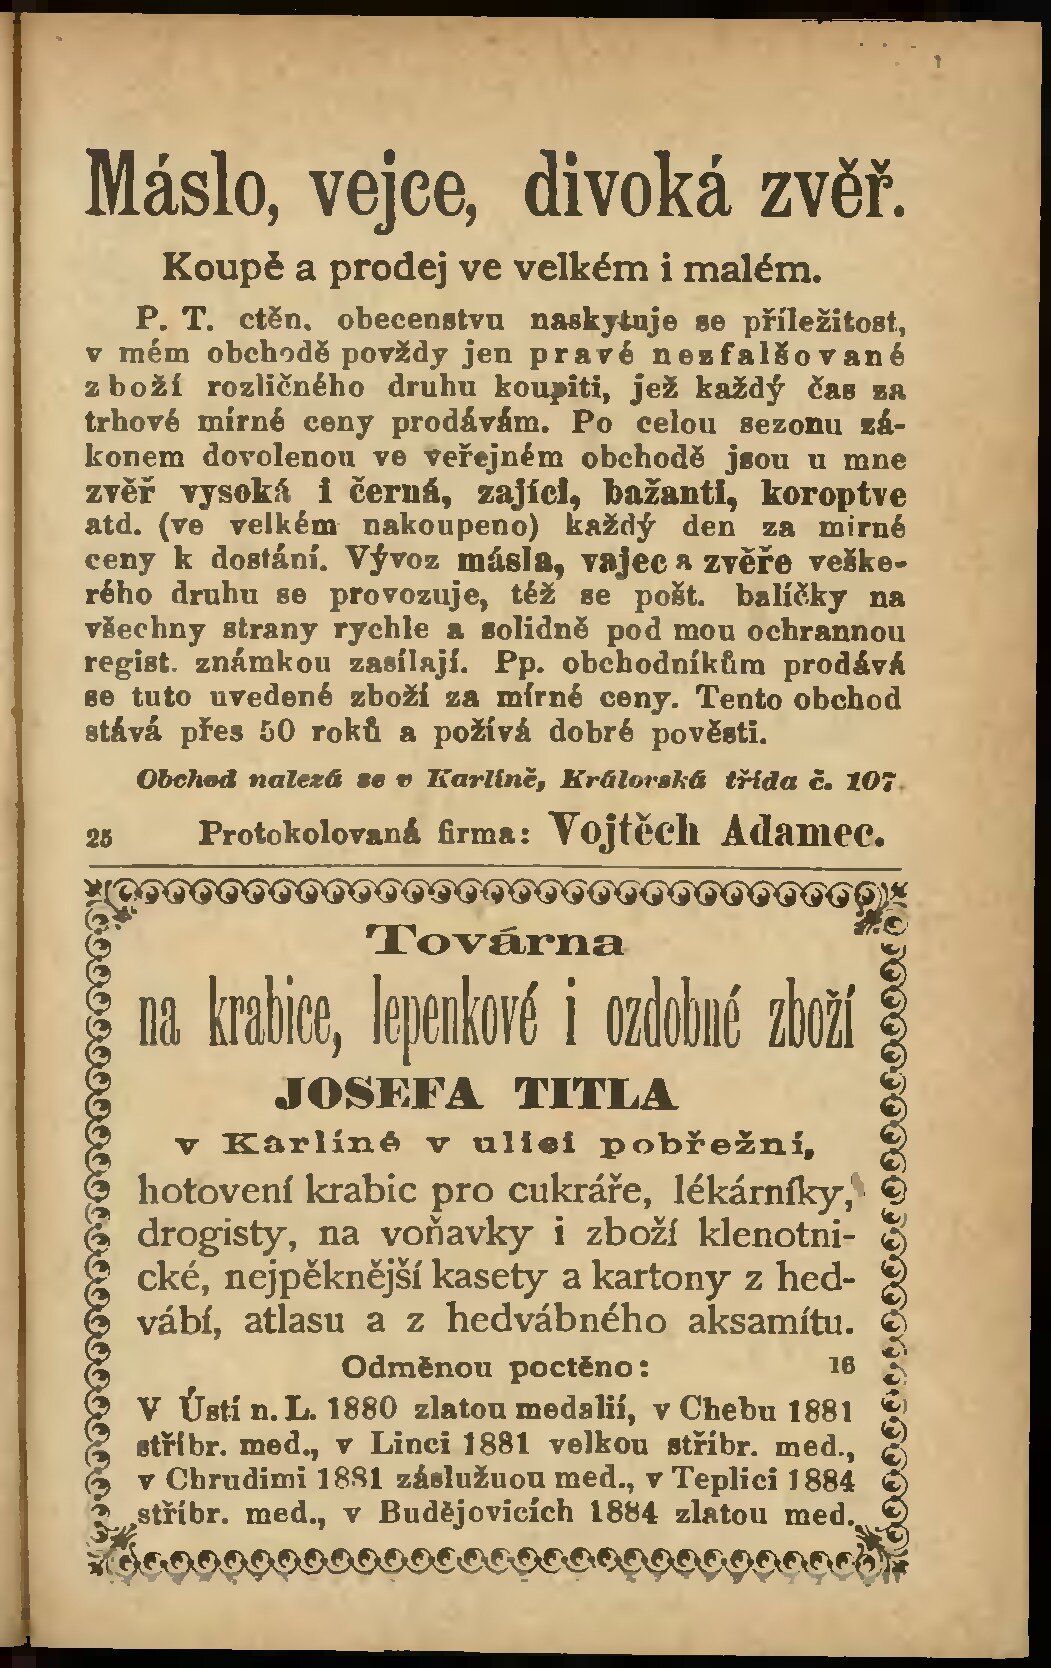 Máslo, vejce, divoká zvěř.
Koupě a prodej ve velkém i malém.
P. T. ctěn. obecenstvu naskytuje se příležitost,
v mém obchodě povždy jen pravé nezfalšované
zboží rozličného druhu koupiti, jež každý čas za
trhové mírné ceny prodávám. Po celou sezonu zá-
konem dovolenou ve veřejném obchodě jsou u mne
zvěř vysoká i černá, zajíci, bažanti, koroptve
atd. (ve velkém nakoupeno) každý den za mirné
ceny k dostání. Vývoz másla, vajec a zvěře veške-
rého druhu se provozuje, též se pošt. balíčky na
všechny strany rychle a solidně pod mou ochrannou
regist. známkou zasílají. Pp. obchodníkům prodává
se tuto uvedené zboží za mírné ceny. Tento obchod
stává přes 50 roků a požívá dobré pověsti.
Obchod nalezá se v Karlíně, Královská třída č. 107.
25 Protokolovaná firma: Vojtěch Adamec.
Továrna
na krabice, lepenkové i ozdobné zboží
JOSEFA TITLA
v Karlíně v ulici pobřežní,
hotovení krabic pro cukráře, lékárníky,
drogisty, na voňavky i zboží klenotni-
cké, nejpěknější kasety a kartony z hed-
vábí, atlasu a z hedvábného aksamítu.
Odměnou poctěno: 16
V Ústí n. L. 1880 zlatou medalií, v Chebu 1881
stříbr. med., v Linci 1881 velkou stříbr. med.,
v Chrudimi 1881 záslužnou med., v Teplici 1884
stříbr. med., v Budějovicích 1884 zlatou med.